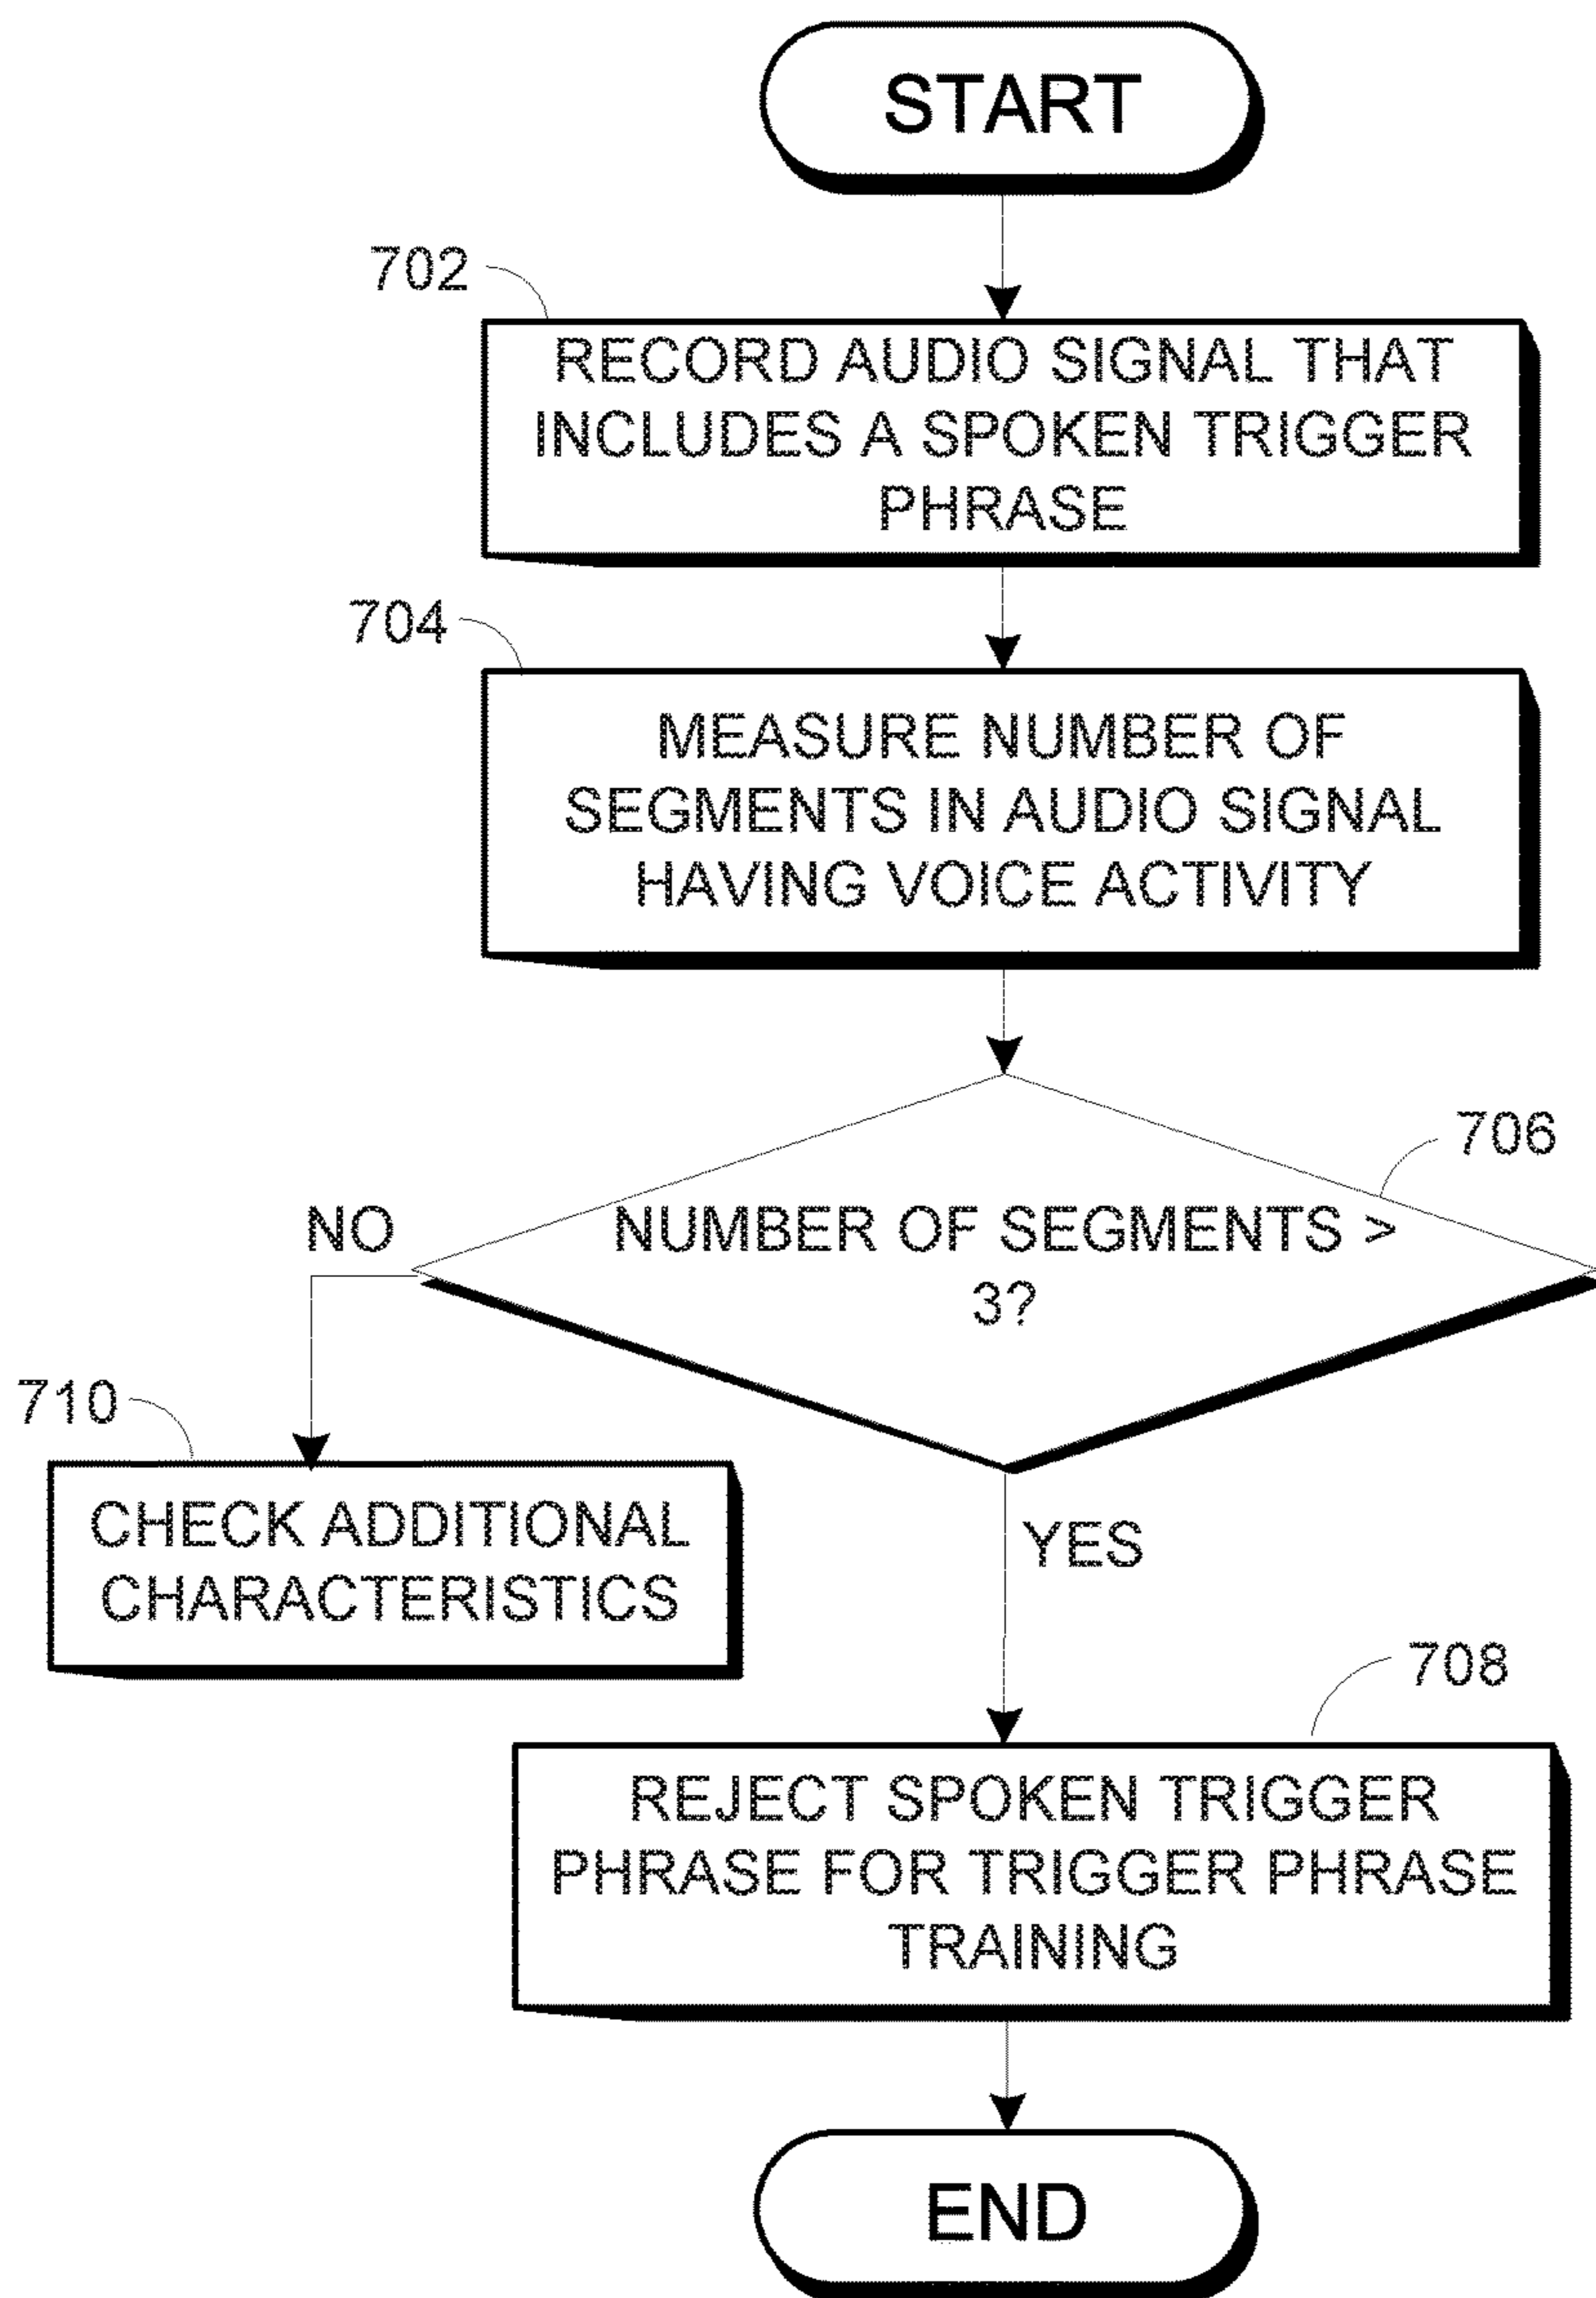 START
702
RECORD AUDIO SIGNAL THAT
INCLUDES A SPOKEN TRIGGER
PHRASE
704
MEASURE NUMBER OF
SEGMENTS IN AUDIO SIGNAL
HAVING VOICE ACTIVITY
706
NO
NUMBER OF SEGMENTS >
3?
710
CHECK ADDITIONAL
CHARACTERISTICS
YES
708
REJECT SPOKEN TRIGGER
PHRASE FOR TRIGGER PHRASE
TRAINING
END